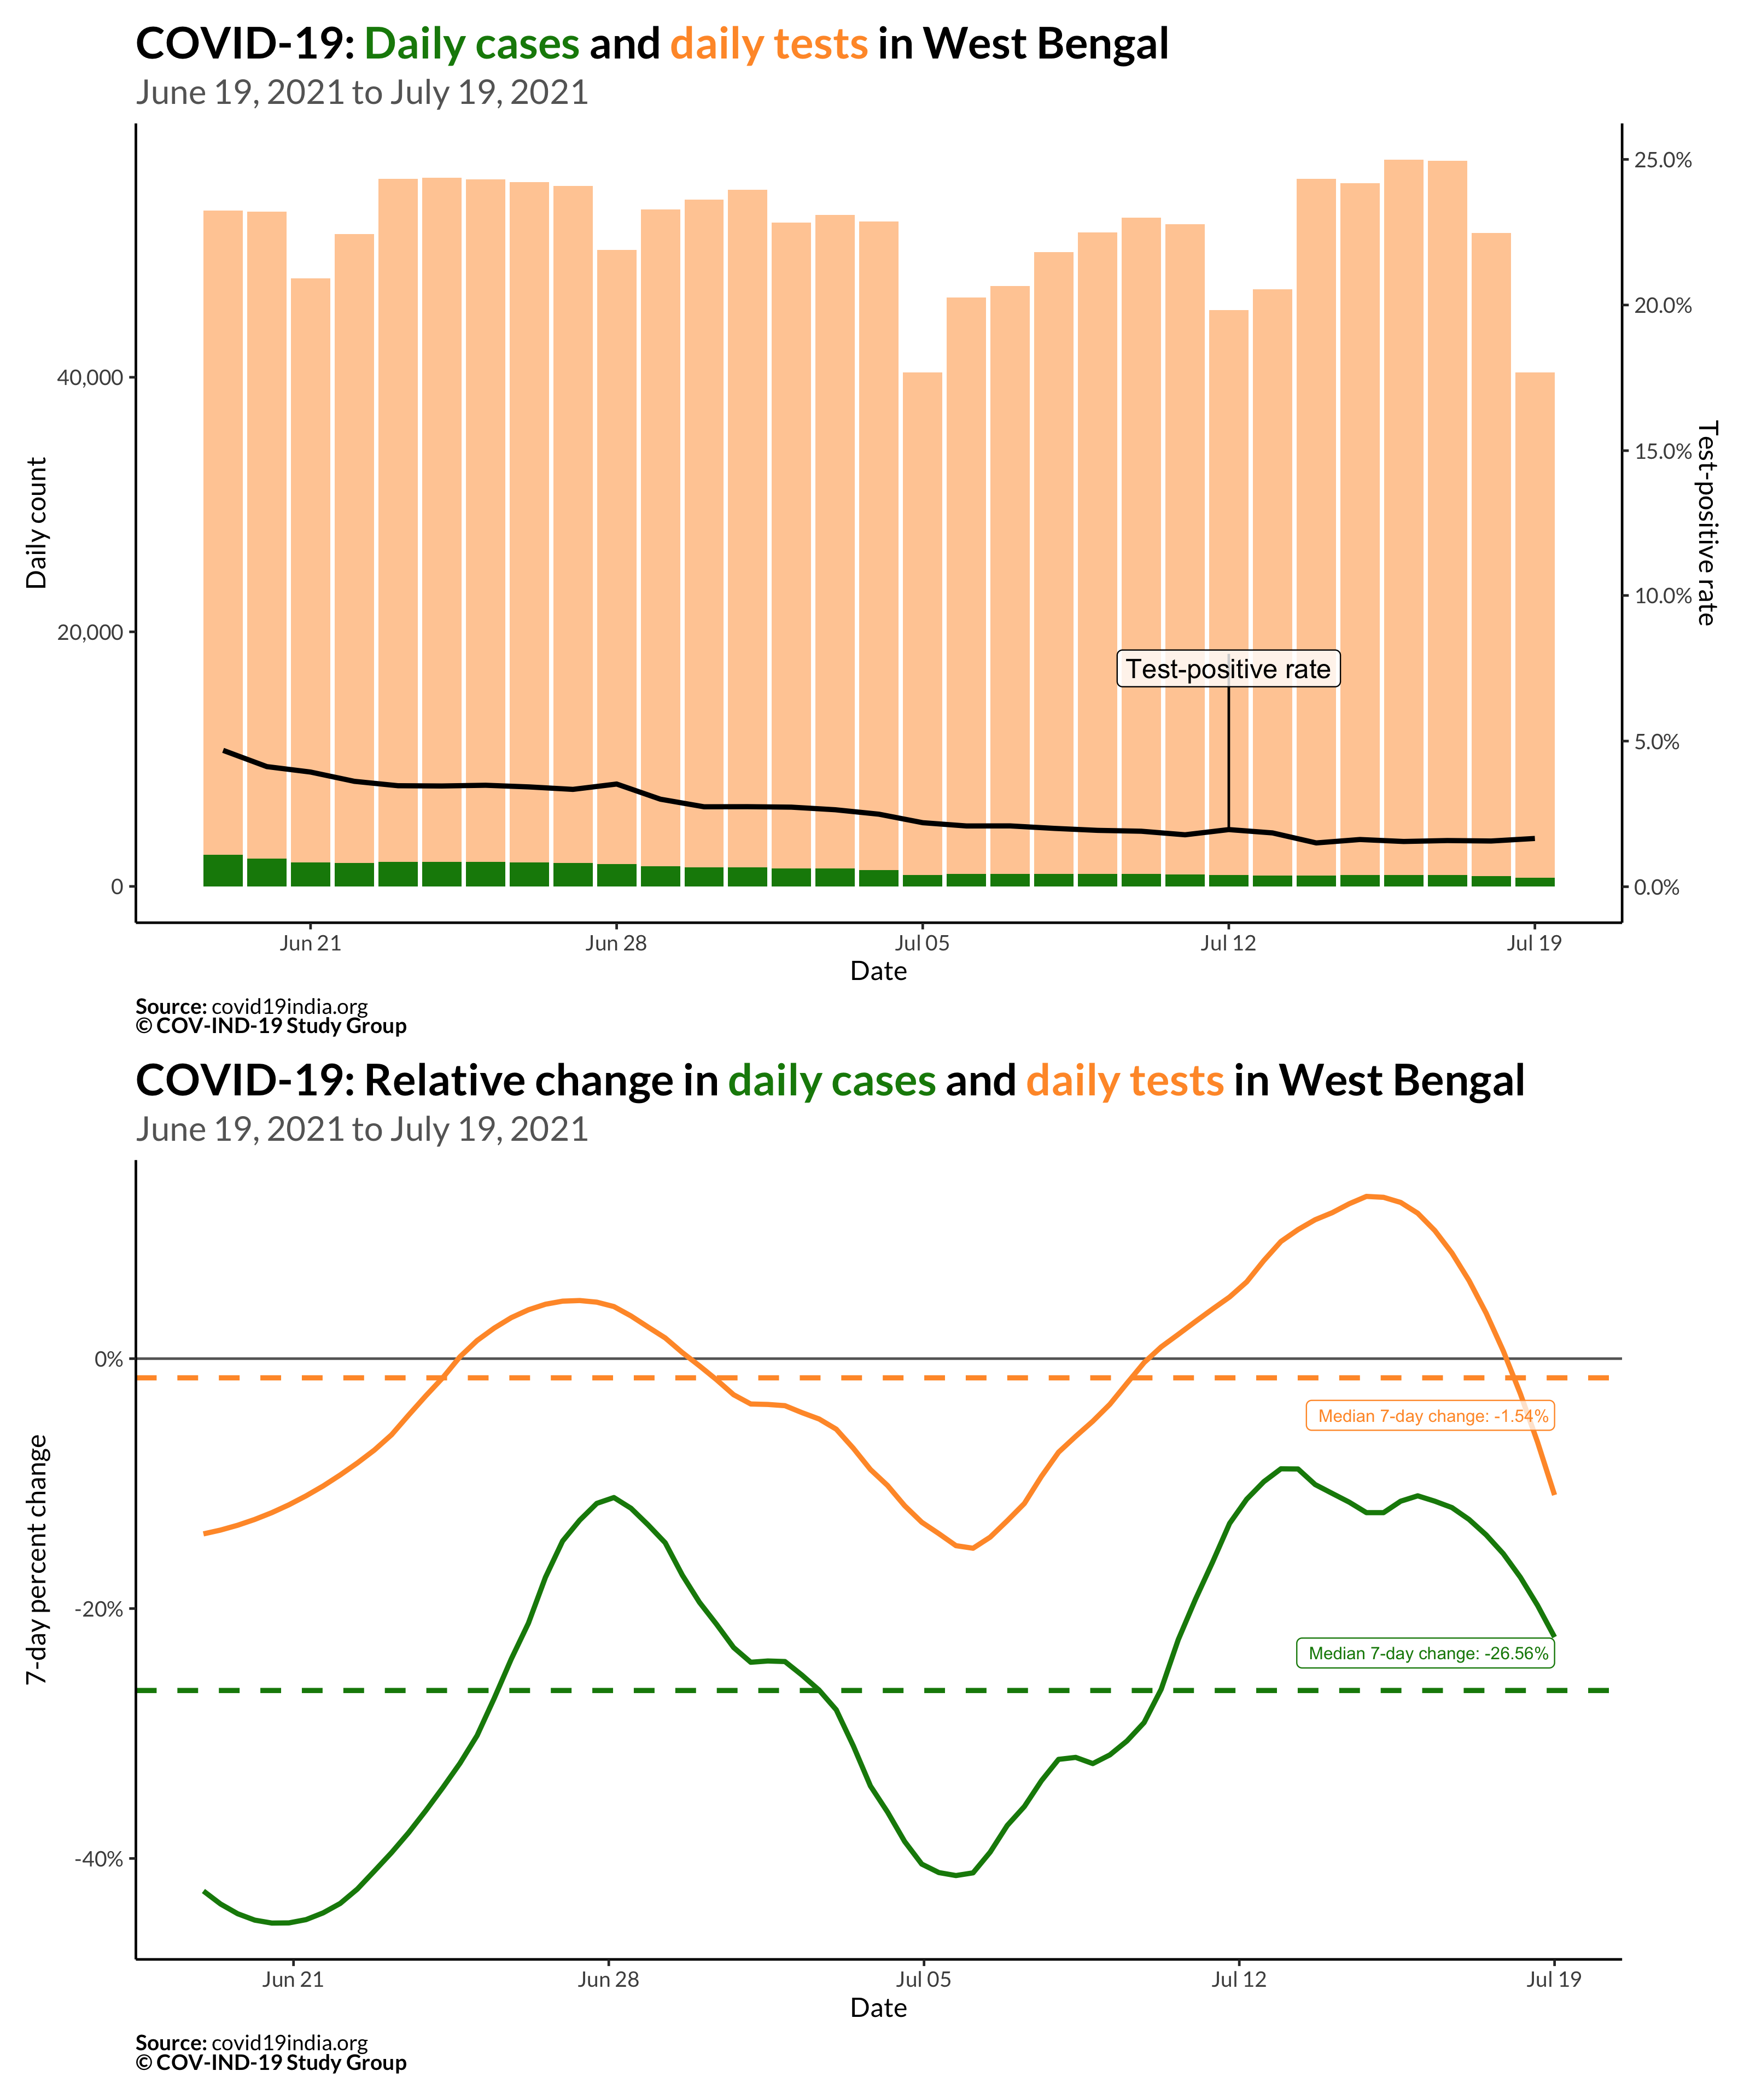 COVID-19: Daily cases and daily tests in West Bengal
June 19, 2021 to July 19, 2021
Daily count
40,000
20,000
0
25.0%
20.0%
15.0%
10.0%
5.0%
0.0%
Test-positive rate
Test-positive rate
Jun 21
Jun 28
Jul 05
Jul 12
Jul 19
Date
Source: covid19india.org
© COV-IND-19 Study Group
COVID-19: Relative change in daily cases and daily tests in West Bengal
June 19, 2021 to July 19, 2021
7-day percent change
0%
-20%
-40%
Median 7-day change: -1.54%
Median 7-day change: -26.56%
Jun 21
Jun 28
Jul 05
Jul 12
Jul 19
Date
Source: covid19india.org
© COV-IND-19 Study Group